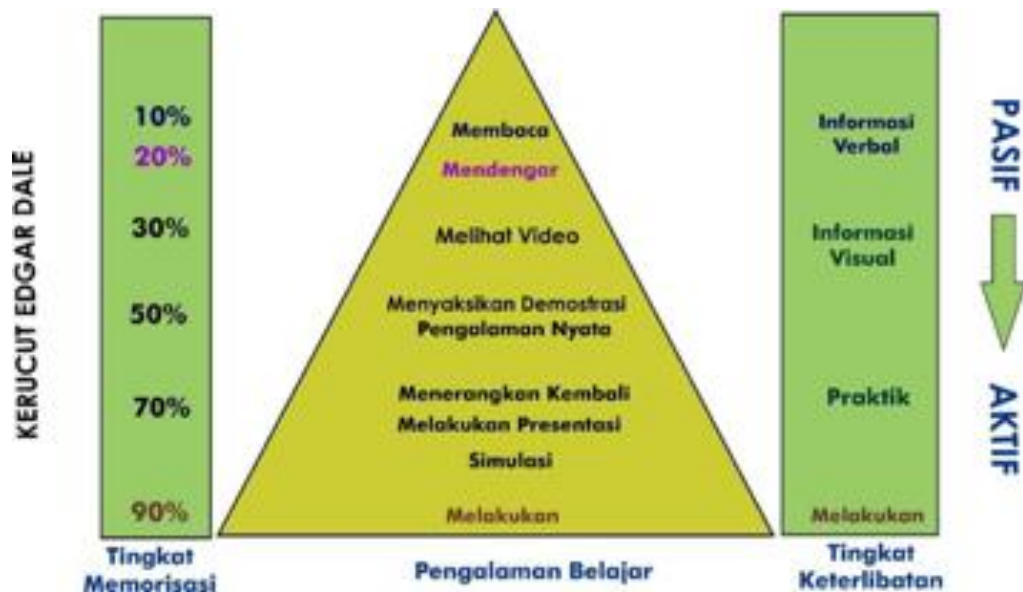 KERUCUT EDGAR DALE
10%
20%
30%
50%
70%
90%
Tingkat
Memorisasi
Membaca
Mendengar
Melihat Video
Menyaksikan Demostrasi
Pengalaman Nyata
Menerangkan Kembali
Melakukan Presentasi
Simulasi
Melakukan
Pengalaman Belajar
Informasi
Verbal
Informasi
Visual
Praktik
Melakukan
Tingkat
Keterlibatan
PASIF
AKTIF